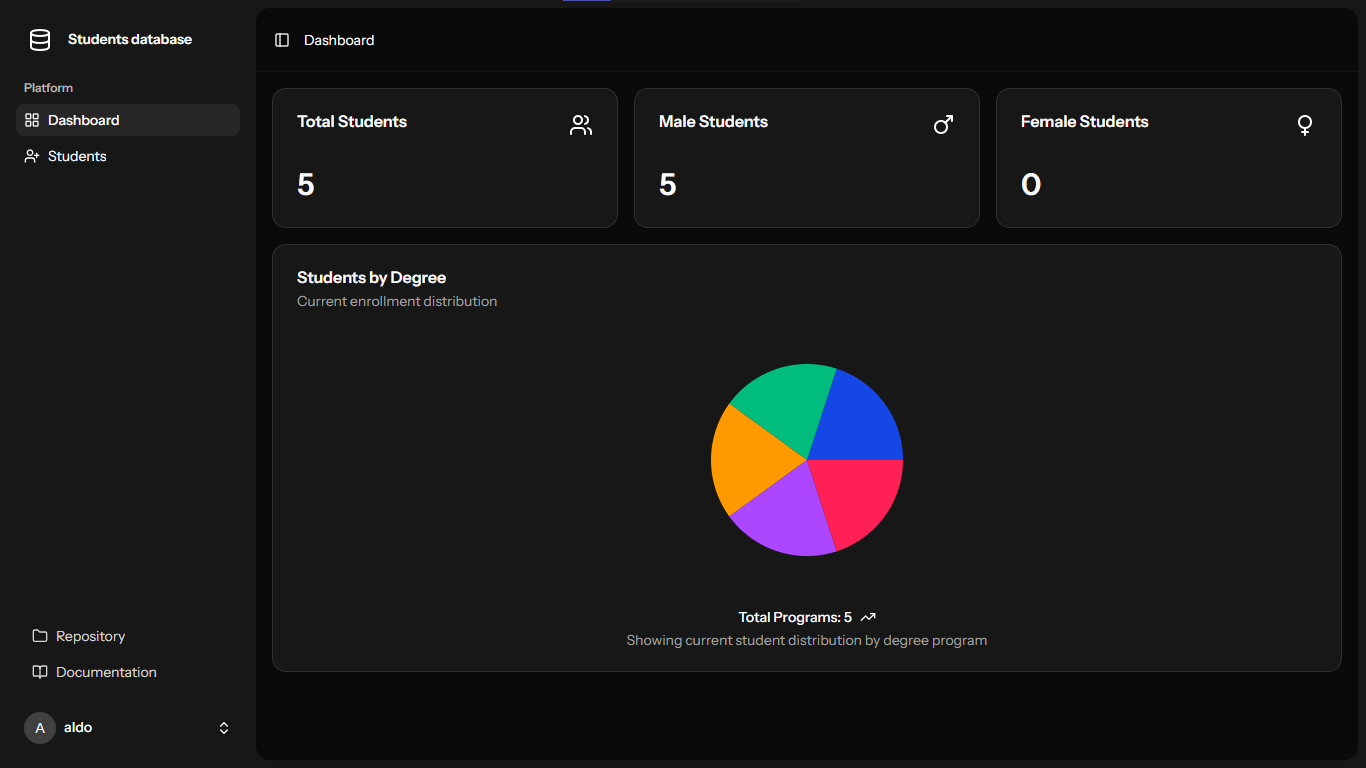 Students database
Platform
Dashboard
Students
Repository
Documentation
A
aldo
Dashboard
Total Students
5
Male Students
5
Female Students
0
Students by Degree
Current enrollment distribution
Total Programs: 5
Showing current student distribution by degree program